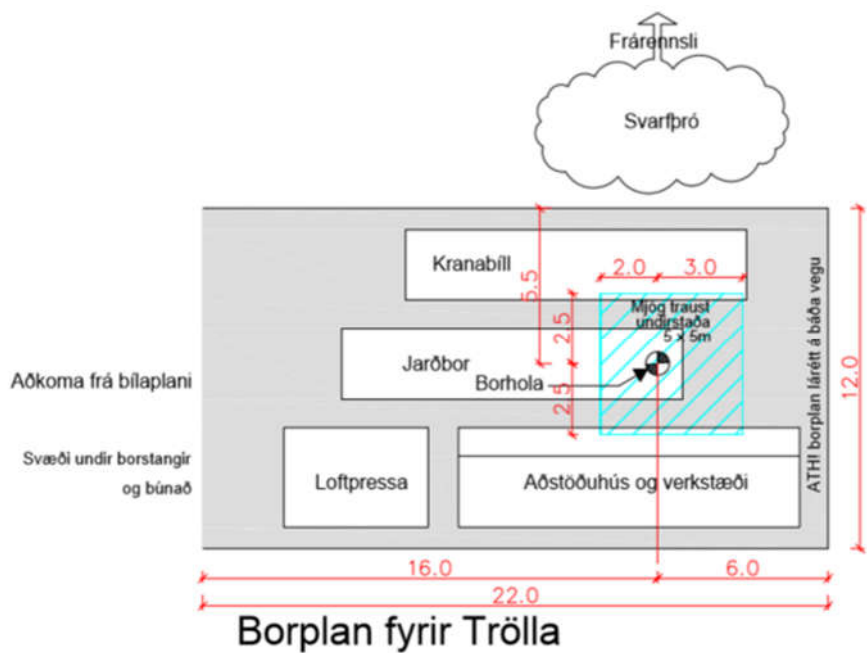 Frárennsli
Svarfþró
Kranabíll
2.0
3.0
5.5
2.5
Mjög traust
undirstaða
5 x 5m
Jarðbor
Borhola
2.5
Aðkoma frá bílaplani
Svæði undir borstangir
og búnað
Loftpressa
Aðstöðuhús og verkstæði
ATH! borplan lárétt á báða vegu
12.0
16.0
6.0
22.0
Borplan fyrir Trölla